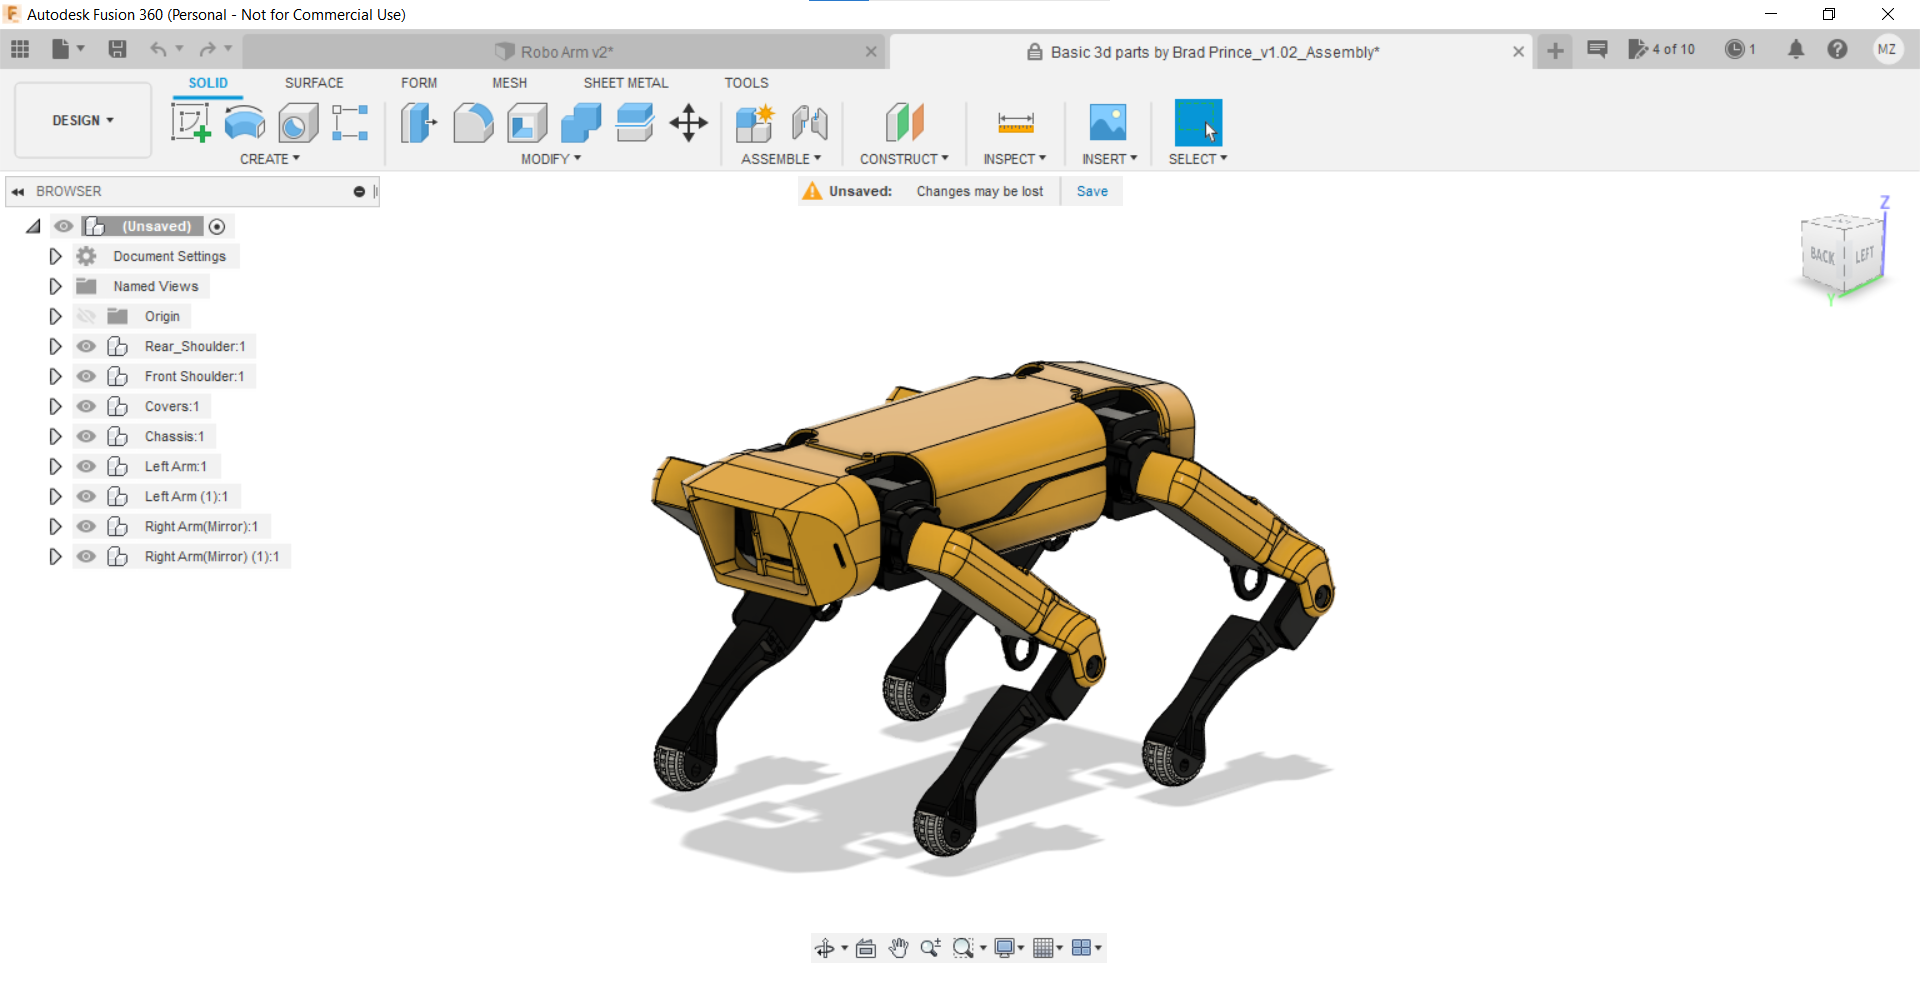 Autodesk Fusion 360 (Personal - Not for Commercial Use)
Robo Arm v2*
Basic 3d parts by Brad Prince_v1.02_Assembly*
4 of 10
1
MZ
SOLID SURFACE FORM MESH SHEET METAL TOOLS
DESIGN
CREATE MODIFY ASSEMBLE CONSTRUCT INSPECT INSERT SELECT
BROWSER
Unsaved: Changes may be lost Save
(Unsaved)
Document Settings
Named Views
Origin
Rear_Shoulder:1
Front Shoulder:1
Covers:1
Chassis:1
Left Arm:1
Left Arm (1):1
Right Arm(Mirror):1
Right Arm(Mirror) (1):1
Z
BACK LEFT
Y